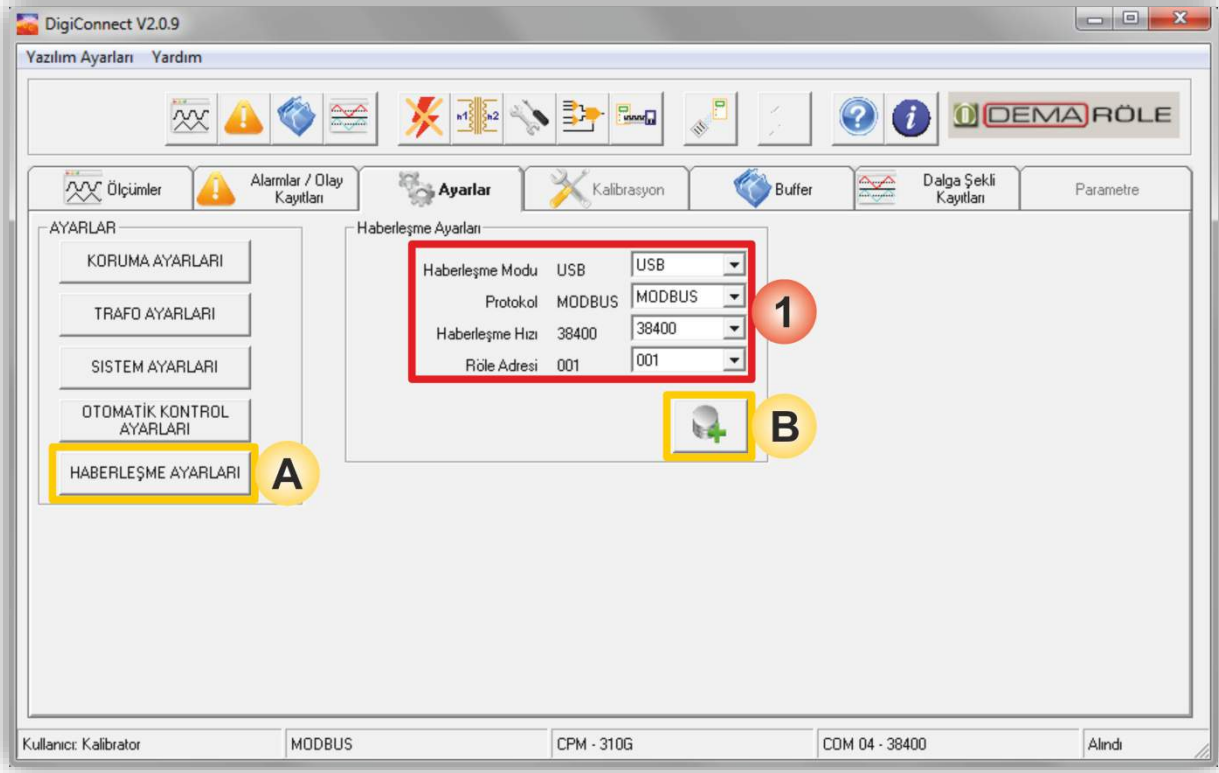 DigiConnect V2.0.9
Yazılım Ayarları Yardım
n1 n2
DEMA RÖLE
Ölçümler
Alarmlar / Olay
Kayıtları
Ayarlar
Kalibrasyon
Buffer
Dalga Şekli
Kayıtları
Parametre
AYARLAR
KORUMA AYARLARI
TRAFO AYARLARI
SISTEM AYARLARI
OTOMATİK KONTROL
AYARLARI
HABERLEŞME AYARLARI
A
Haberleşme Ayarları
Haberleşme Modu USB USB
Protokol MODBUS MODBUS
Haberleşme Hızı 38400 38400
Röle Adresi 001 001
1
B
Kullanıcı: Kalibrator MODBUS CPM - 310G COM 04 - 38400 Alındı